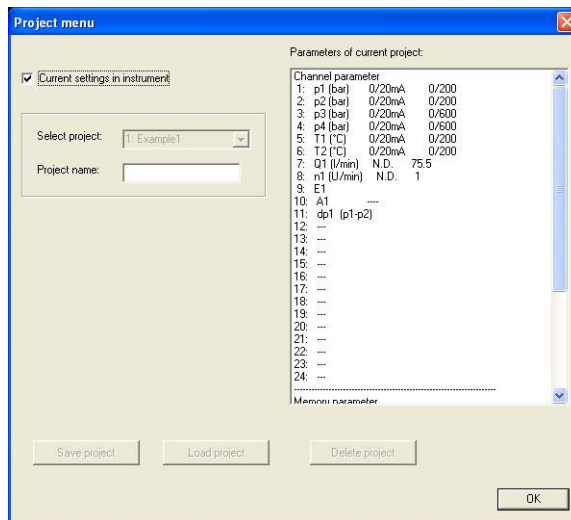 Project menu
Parameters of current project:
Current settings in instrument
Select project:
1: Example1
Project name:
Channel parameter
1: p1 (bar) 0/20mA 0/200
2: p2 (bar) 0/20mA 0/200
3: p3 (bar) 0/20mA 0/600
4: p4 (bar) 0/20mA 0/600
5: T1 (°C) 0/20mA 0/200
6: T2 (°C) 0/20mA 0/200
7: Q1 (l/min) N.D. 75.5
8: n1 (U/min) N.D. 1
9: E1
10: A1 ----
11: dp1 (p1-p2)
12: ---
13: ---
14: ---
15: ---
16: ---
17: ---
18: ---
19: ---
20: ---
21: ---
22: ---
23: ---
24: ---
Memory parameter
Save project
Load project
Delete project
OK